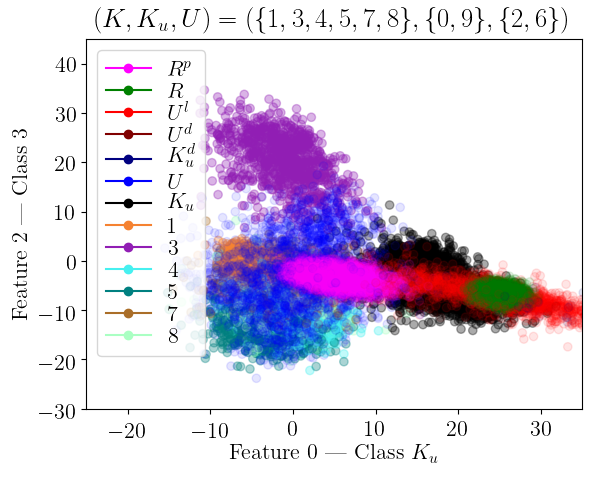 (K, K_u, U) = ({1, 3, 4, 5, 7, 8}, {0, 9}, {2, 6})
R^p
R
U^l
U^d
K_u^d
U
K_u
1
3
4
5
7
8
40
30
20
10
0
−10
−20
−30
Feature 2 — Class 3
−20 −10 0 10 20 30
Feature 0 — Class K_u